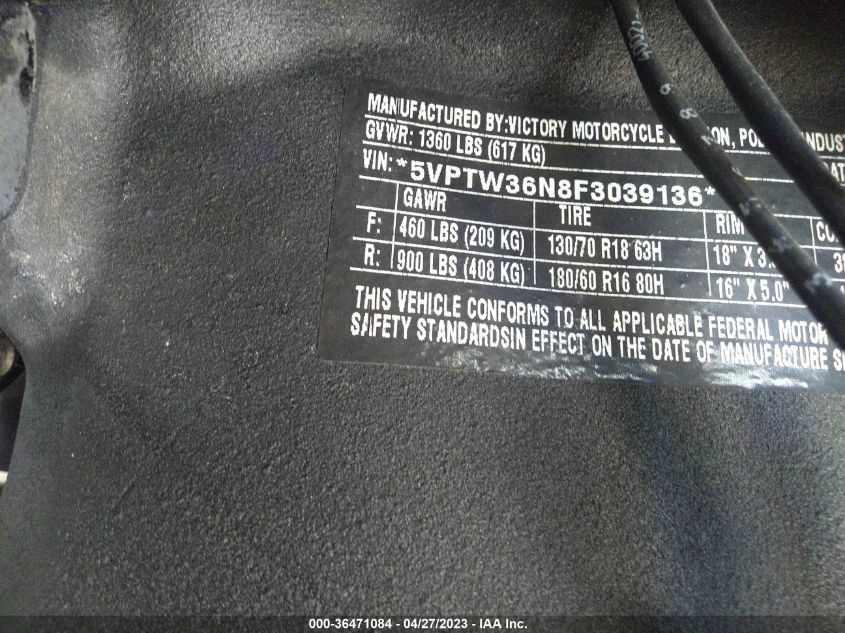 MANUFACTURED BY:VICTORY MOTORCYCLE
GVWR: 1360 LBS (617 KG)
VIN: *5VPTW36N8F3039136*
GAWR TIRE RIM
F: 460 LBS (209 KG) 130/70 R18 63H 18" X
R: 900 LBS (408 KG) 180/60 R16 80H 16" X 5.0"
THIS VEHICLE CONFORMS TO ALL APPLICABLE FEDERAL MOTOR
SAFETY STANDARDSIN EFFECT ON THE DATE OF MANUFACTURE
000-36471084 - 04/27/2023 - IAA Inc.